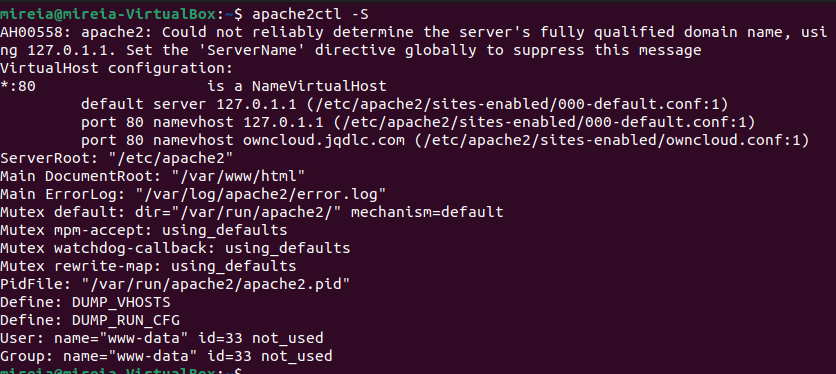 mireia@mireia-VirtualBox:~$ apache2ctl -S
AH00558: apache2: Could not reliably determine the server's fully qualified domain name, usi
ng 127.0.1.1. Set the 'ServerName' directive globally to suppress this message
VirtualHost configuration:
*:80                   is a NameVirtualHost
         default server 127.0.1.1 (/etc/apache2/sites-enabled/000-default.conf:1)
         port 80 namevhost 127.0.1.1 (/etc/apache2/sites-enabled/000-default.conf:1)
         port 80 namevhost owncloud.jqdlc.com (/etc/apache2/sites-enabled/owncloud.conf:1)
ServerRoot: "/etc/apache2"
Main DocumentRoot: "/var/www/html"
Main ErrorLog: "/var/log/apache2/error.log"
Mutex default: dir="/var/run/apache2/" mechanism=default
Mutex mpm-accept: using_defaults
Mutex watchdog-callback: using_defaults
Mutex rewrite-map: using_defaults
PidFile: "/var/run/apache2/apache2.pid"
Define: DUMP_VHOSTS
Define: DUMP_RUN_CFG
User: name="www-data" id=33 not_used
Group: name="www-data" id=33 not_used
mireia@mireia-VirtualBox:~$